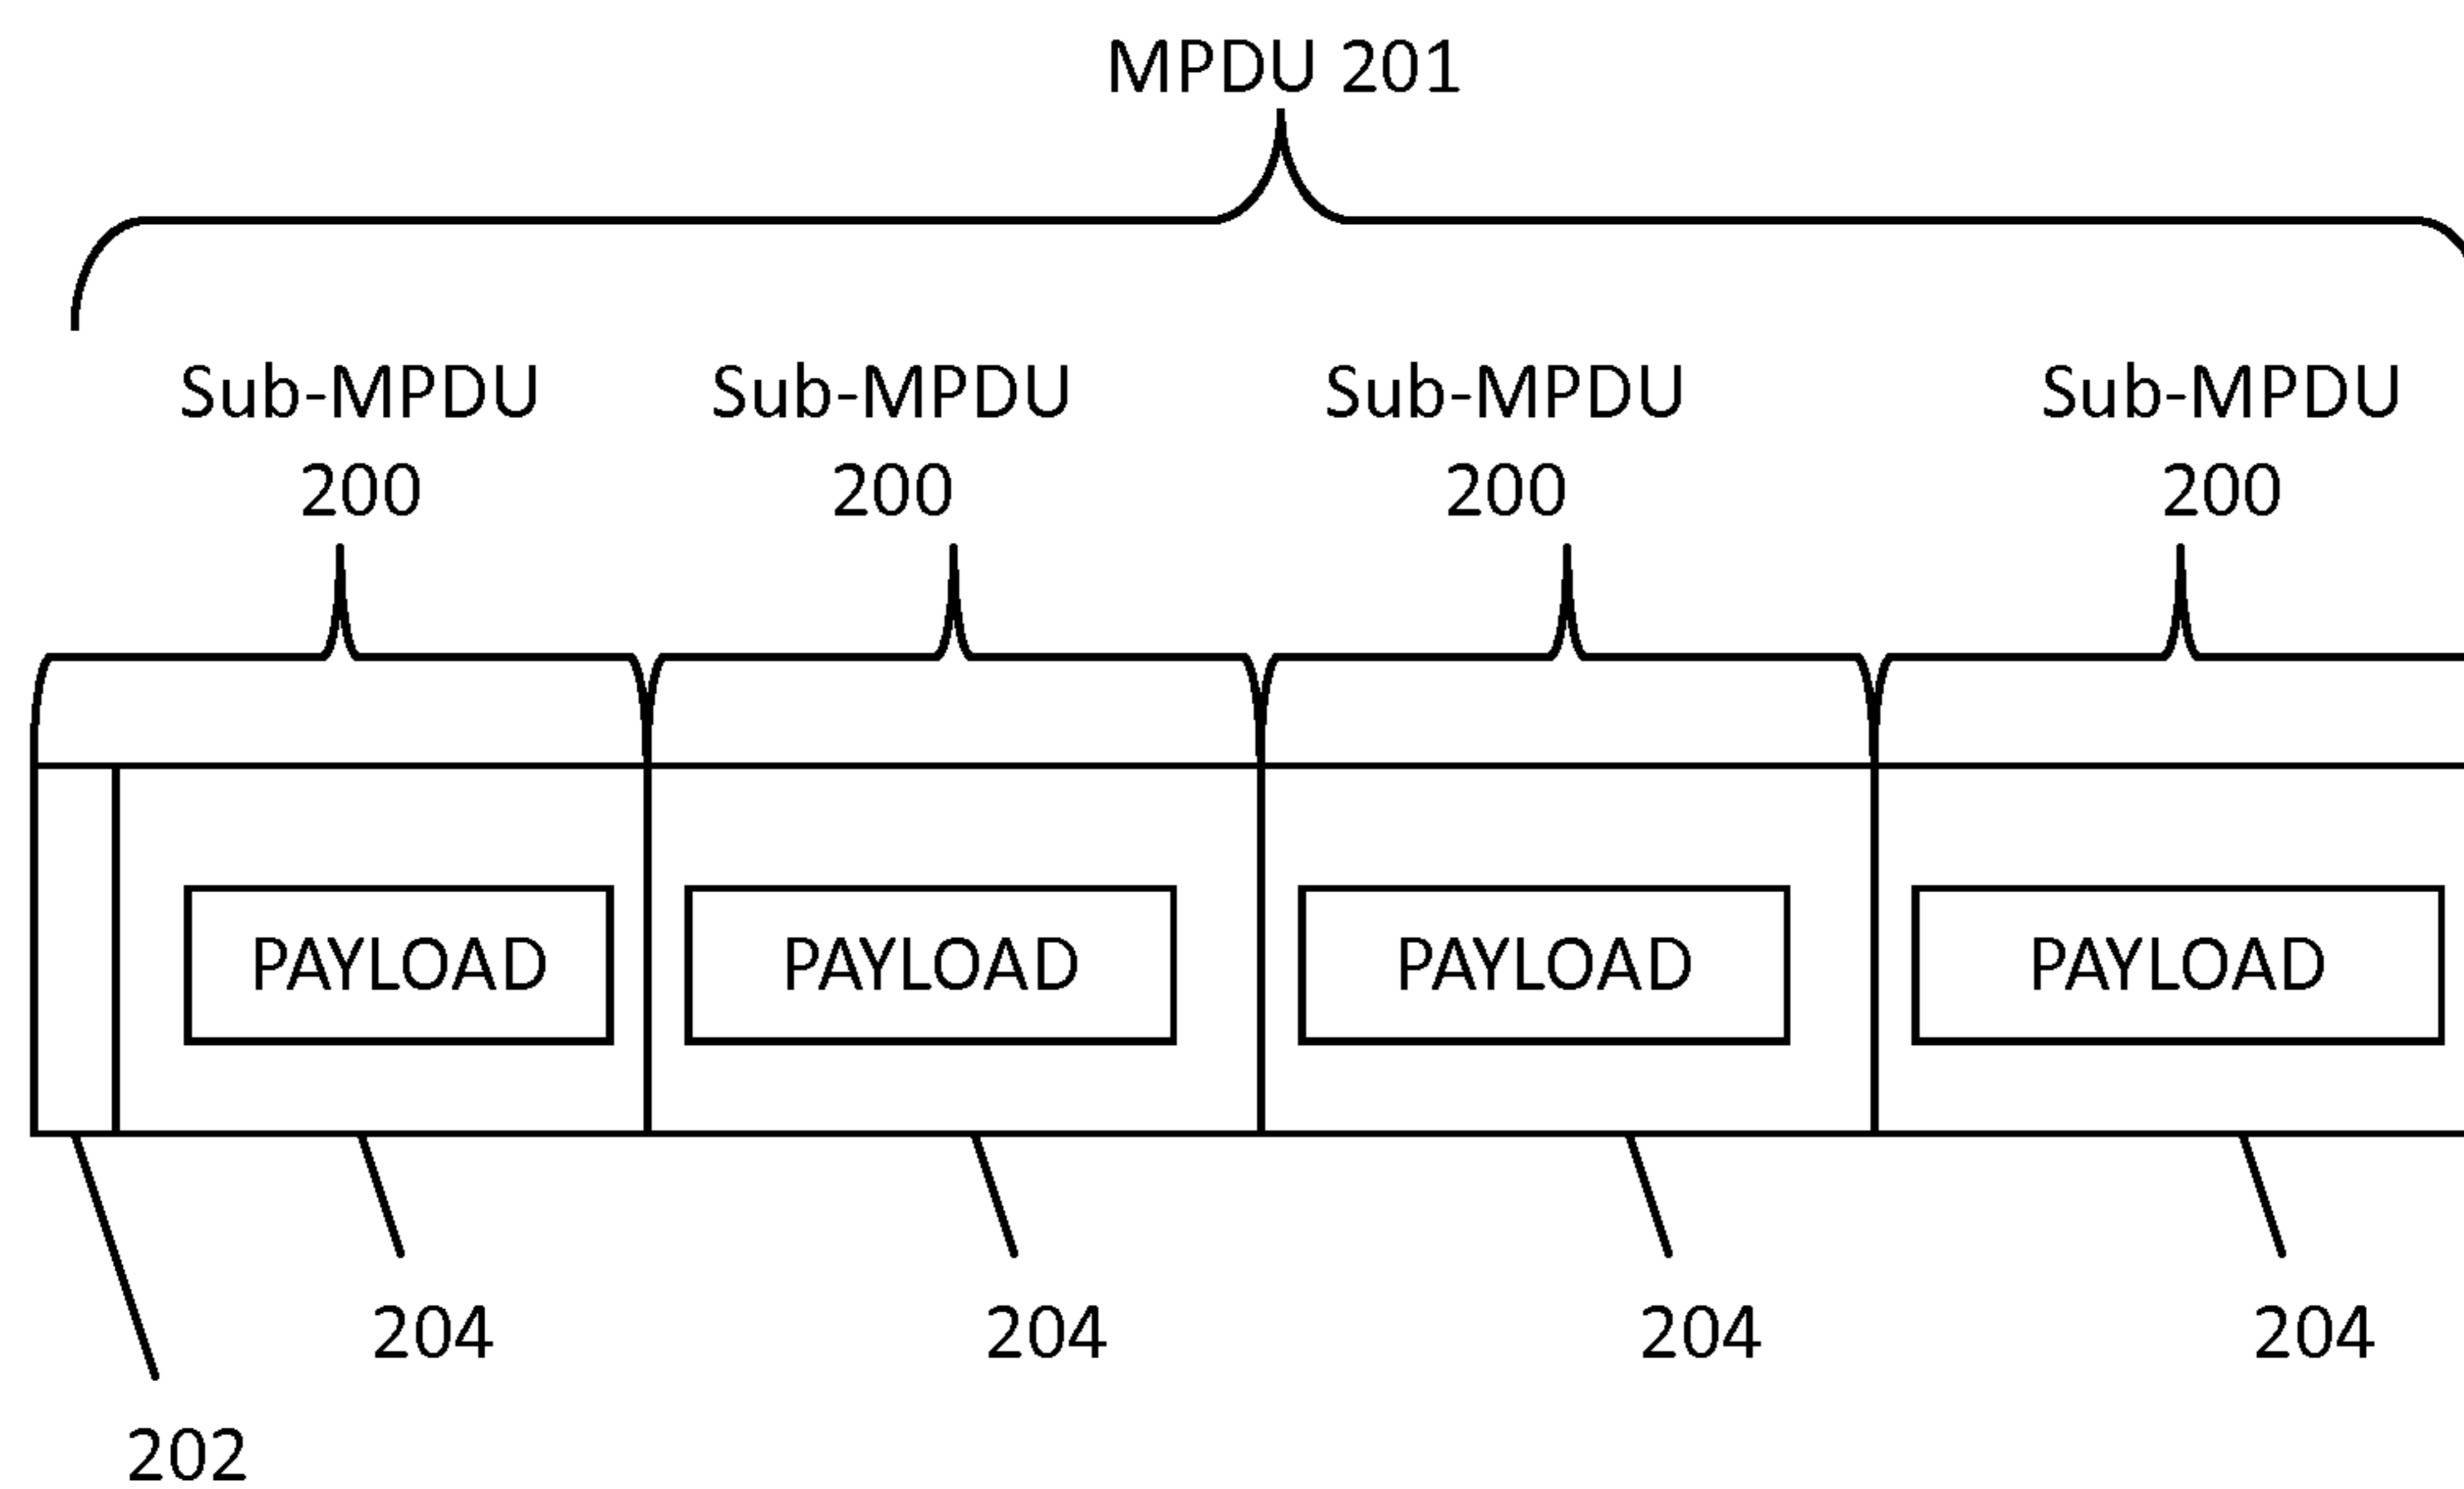 MPDU 201
Sub-MPDU Sub-MPDU Sub-MPDU Sub-MPDU
200 200 200 200
PAYLOAD PAYLOAD PAYLOAD PAYLOAD
204 204 204 204
202